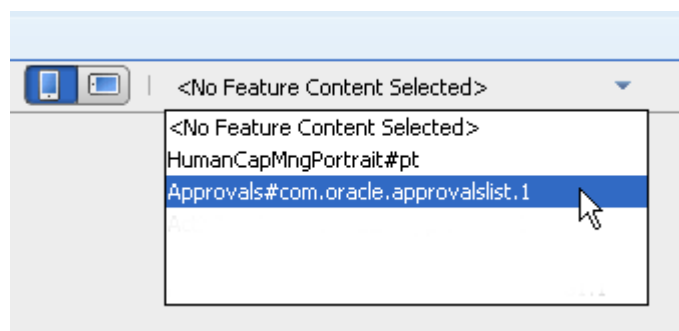 <No Feature Content Selected>
<No Feature Content Selected>
HumanCapMngPortrait#pt
Approvals#com.oracle.approvalslist.1